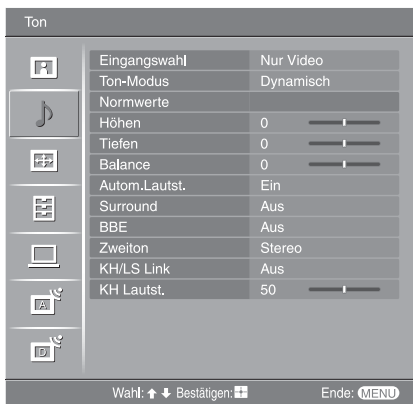 Ton
Eingangswahl Nur Video
Ton-Modus Dynamisch
Normwerte
Höhen 0
Tiefen 0
Balance 0
Autom.Lautst. Ein
Surround Aus
BBE Aus
Zweiton Stereo
KH/LS Link Aus
KH Lautst. 50
A
D
Wahl: Bestätigen: Ende: MENU